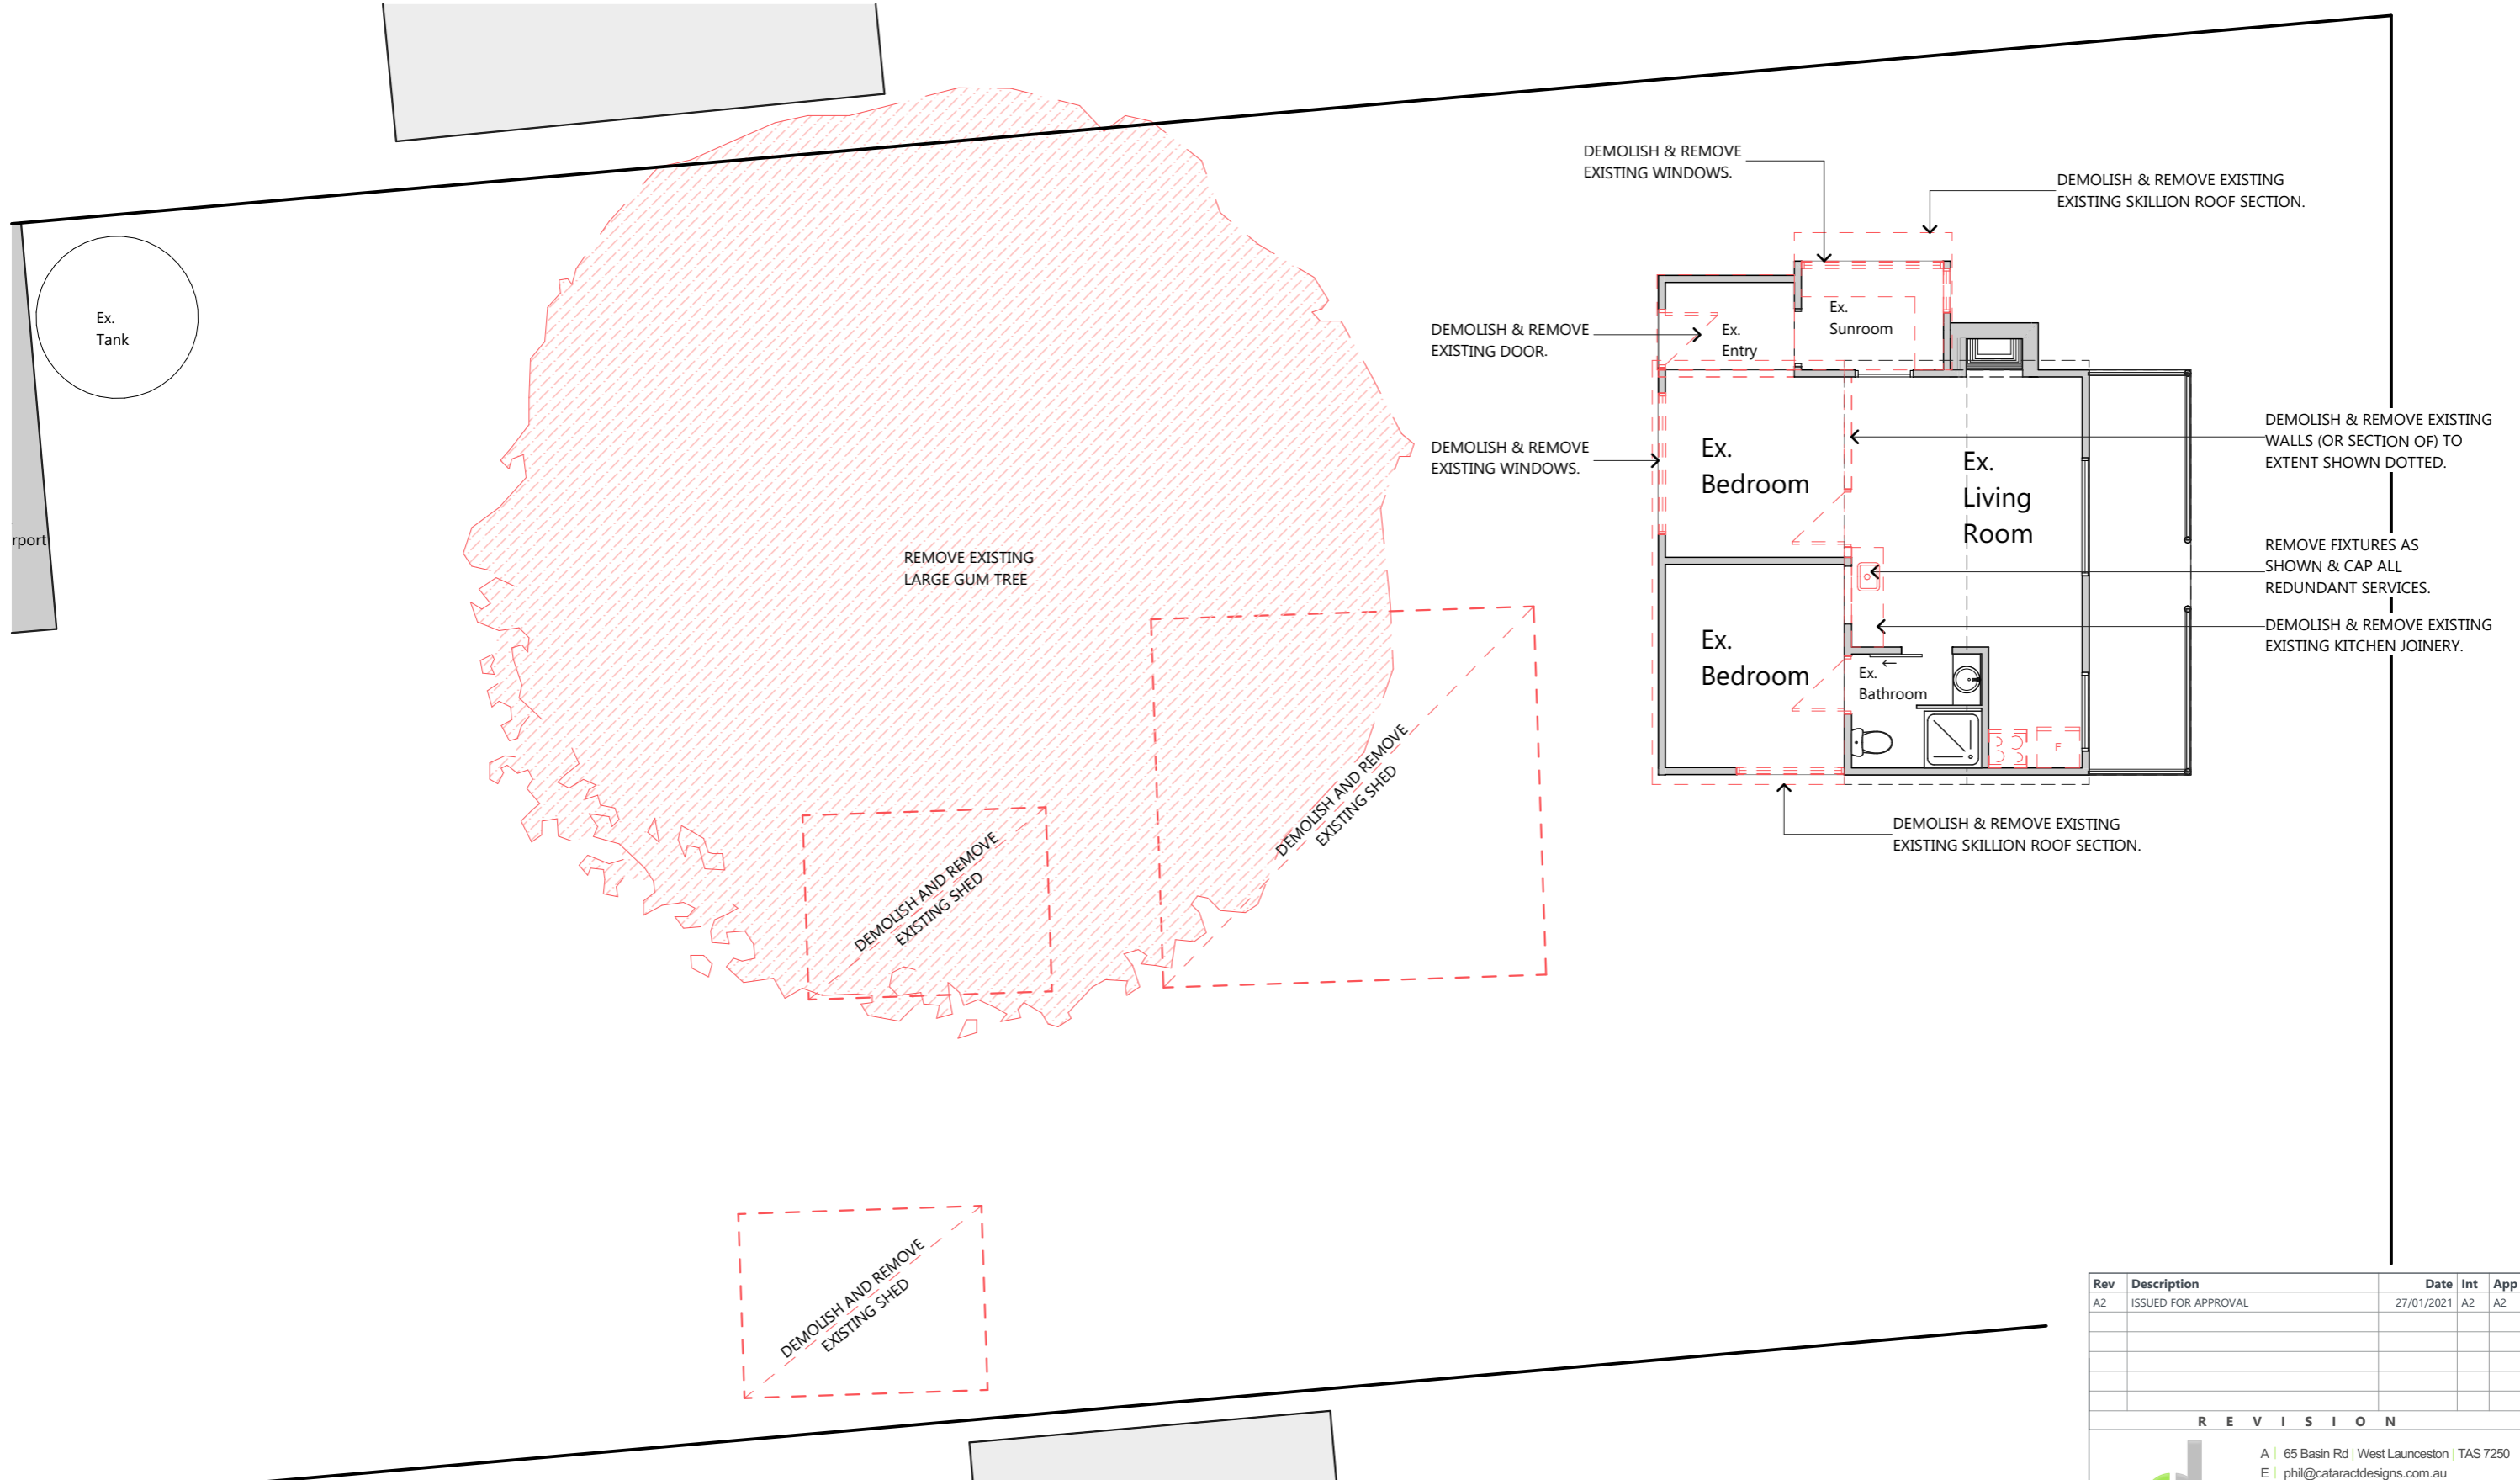 DEMOLISH & REMOVE
EXISTING WINDOWS.
DEMOLISH & REMOVE EXISTING
EXISTING SKILLION ROOF SECTION.
Ex.
Tank
Ex.
Sunroom
DEMOLISH & REMOVE
EXISTING DOOR.
Ex.
Entry
DEMOLISH & REMOVE
EXISTING WINDOWS.
Ex.
Bedroom
Ex.
Living
Room
DEMOLISH & REMOVE EXISTING
WALLS (OR SECTION OF) TO
EXTENT SHOWN DOTTED.
rport
REMOVE EXISTING
LARGE GUM TREE
REMOVE FIXTURES AS
SHOWN & CAP ALL
REDUNDANT SERVICES.
DEMOLISH & REMOVE EXISTING
EXISTING KITCHEN JOINERY.
Ex.
Bedroom
Ex.
Bathroom
F
DEMOLISH AND REMOVE
EXISTING SHED
DEMOLISH & REMOVE EXISTING
EXISTING SKILLION ROOF SECTION.
DEMOLISH AND REMOVE
EXISTING SHED
DEMOLISH AND REMOVE
EXISTING SHED
Rev Description Date Int App
A2 ISSUED FOR APPROVAL 27/01/2021 A2 A2
REVISION
A | 65 Basin Rd | West Launceston | TAS 7250
E | phil@cataractdesigns.com.au